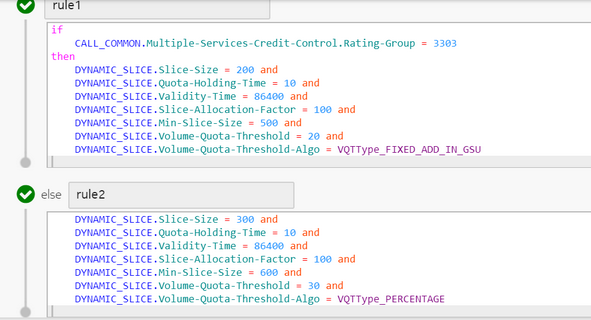 rule1
if
CALL_COMMON.Multiple-Services-Credit-Control.Rating-Group = 3303
then
DYNAMIC_SLICE.Slice-Size = 200 and
DYNAMIC_SLICE.Quota-Holding-Time = 10 and
DYNAMIC_SLICE.Validity-Time = 86400 and
DYNAMIC_SLICE.Slice-Allocation-Factor = 100 and
DYNAMIC_SLICE.Min-Slice-Size = 500 and
DYNAMIC_SLICE.Volume-Quota-Threshold = 20 and
DYNAMIC_SLICE.Volume-Quota-Threshold-Algo = VQTType_FIXED_ADD_IN_GSU
else rule2
DYNAMIC_SLICE.Slice-Size = 300 and
DYNAMIC_SLICE.Quota-Holding-Time = 10 and
DYNAMIC_SLICE.Validity-Time = 86400 and
DYNAMIC_SLICE.Slice-Allocation-Factor = 100 and
DYNAMIC_SLICE.Min-Slice-Size = 600 and
DYNAMIC_SLICE.Volume-Quota-Threshold = 30 and
DYNAMIC_SLICE.Volume-Quota-Threshold-Algo = VQTType_PERCENTAGE